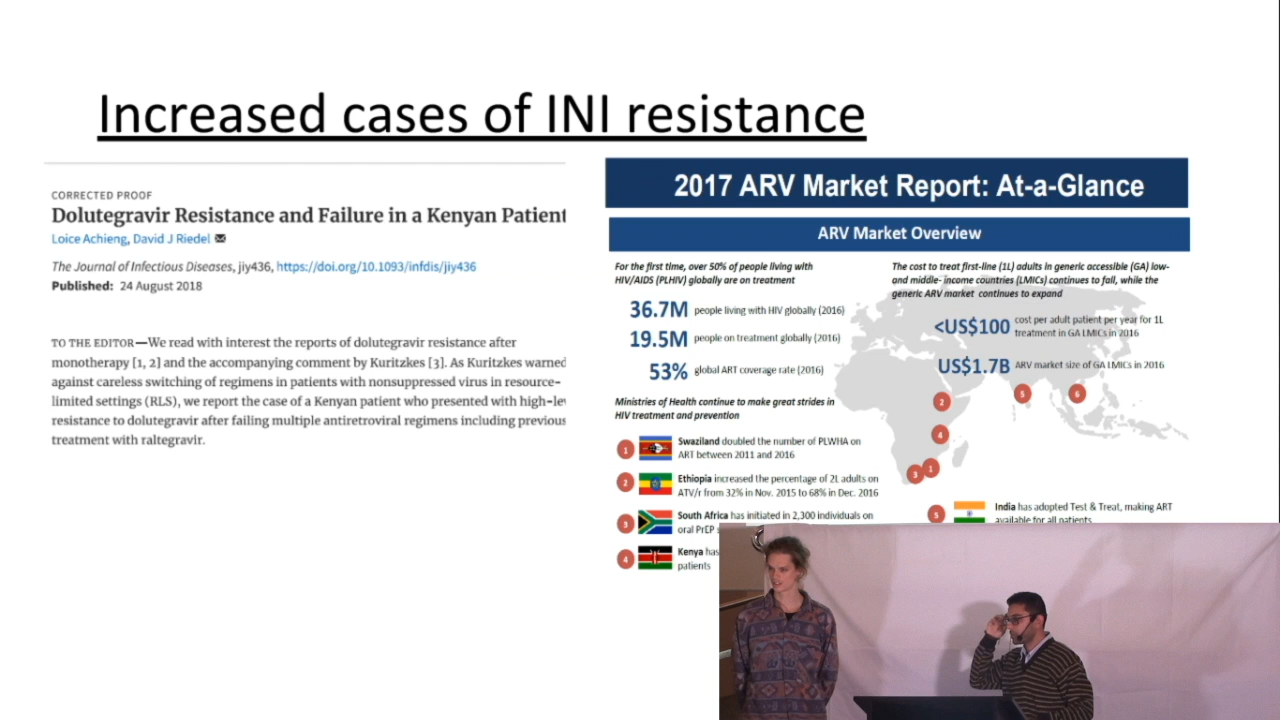 Increased cases of INI resistance
CORRECTED PROOF
Dolutegravir Resistance and Failure in a Kenyan Patient
Loice Achieng, David J Riedel
The Journal of Infectious Diseases, jiy436, https://doi.org/10.1093/infdis/jiy436
Published: 24 August 2018
TO THE EDITOR—We read with interest the reports of dolutegravir resistance after
monotherapy [1, 2] and the accompanying comment by Kuritzkes [3]. As Kuritzkes warned
against careless switching of regimens in patients with nonsuppressed virus in resource-
limited settings (RLS), we report the case of a Kenyan patient who presented with
resistance to dolutegravir after failing multiple antiretroviral regimens including previous
treatment with raltegravir.
2017 ARV Market Report: At-a-Glance
ARV Market Overview
For the first time, over 50% of people living with
HIV/AIDS (PLHIV) globally are on treatment
36.7M people living with HIV globally (2016)
19.5M people on treatment globally (2016)
53% global ART coverage rate (2016)
Ministries of Health continue to make great strides in
HIV treatment and prevention
1 Swaziland doubled the number of PLWHA on
ART between 2011 and 2016
2 Ethiopia increased the percentage of 2L adults on
ATV/r from 32% in Nov. 2015 to 68% in Dec. 2016
3 South Africa has initiated in 2,300 individuals on
oral PrEP
4 Kenya has
patients
The cost to treat first-line (1L) adults in generic accessible (GA) low-
and middle- income countries (LMICs) continues to fall, while the
generic ARV market continues to expand
<US$100 cost per adult patient per year for 1L
treatment in GA LMICs in 2016
US$1.7B ARV market size of GA LMICs in 2016
2
5
6
4
3
1
5 India has adopted Test & Treat, making ART
available for all patients